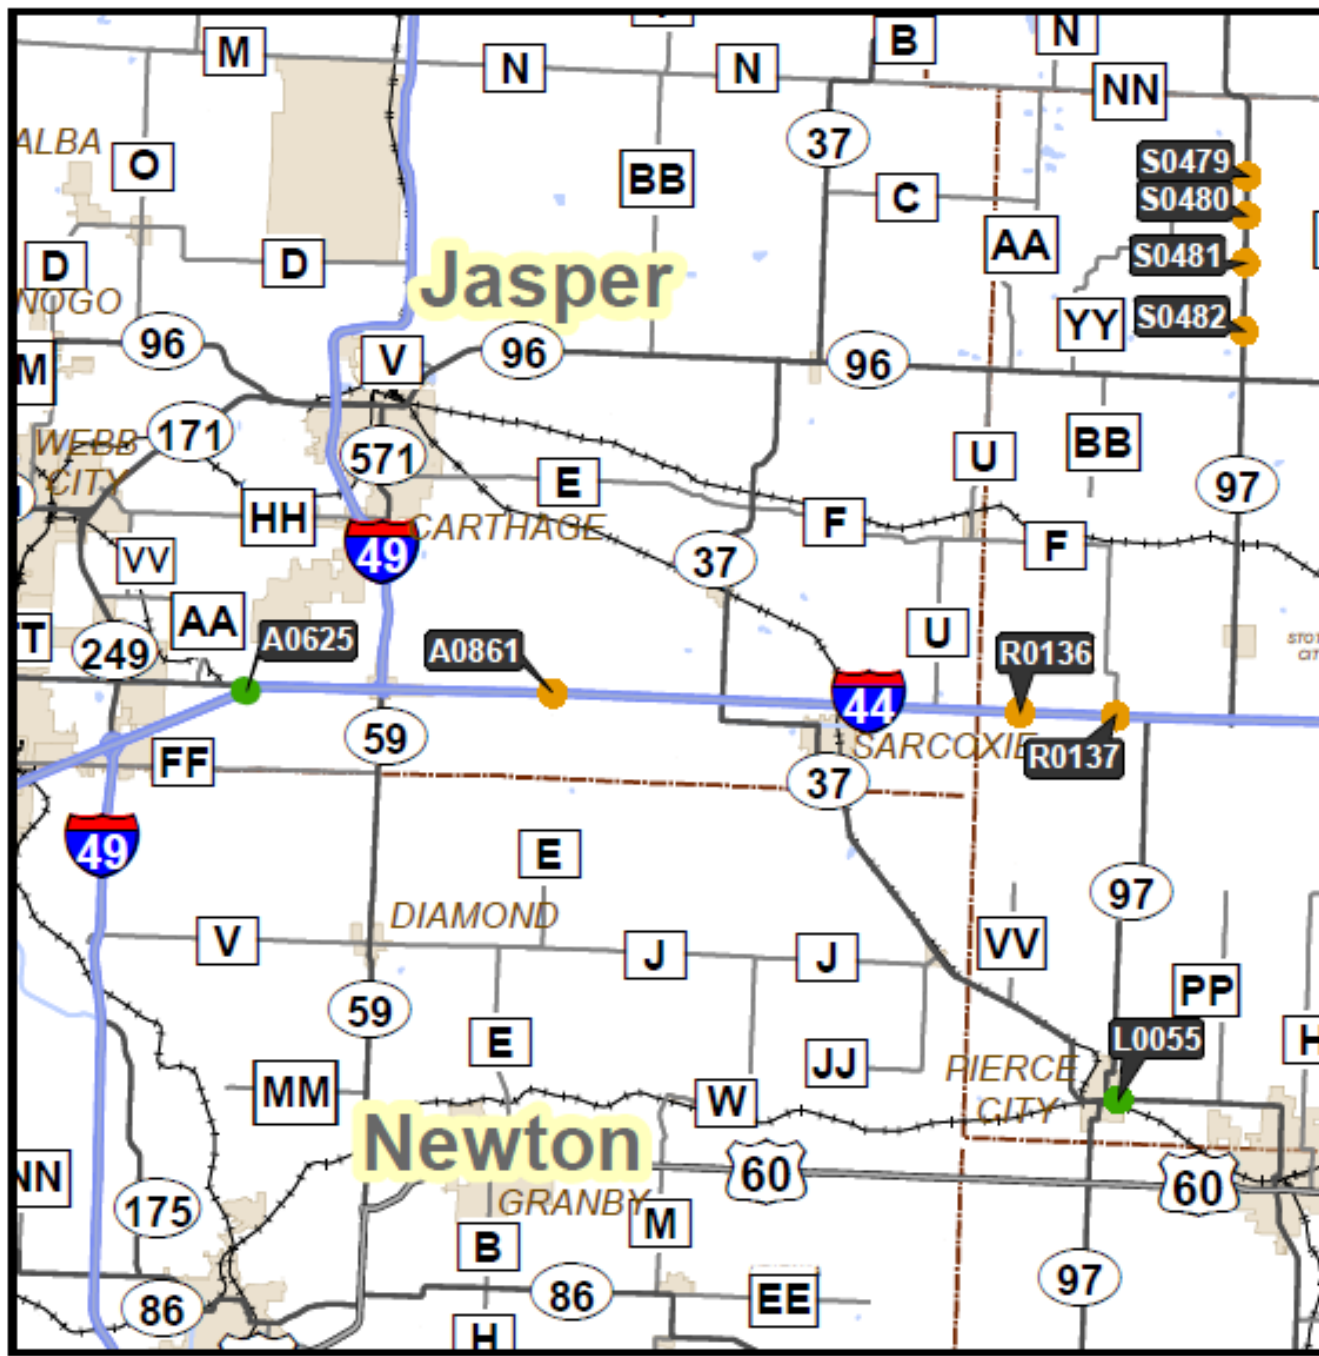 M
N
N
B
N
NN
ALBA
O
BB
37
C
AA
S0479
S0480
S0481
S0482
D
D
NOGO
Jasper
YY
96
V
96
96
M
WEBB
CITY
171
571
E
U
BB
97
HH
CARTHAGE
49
F
F
VV
37
AA
A0625
A0861
U
R0136
249
44
59
SARCOXIE
R0137
FF
37
49
E
97
DIAMOND
V
J
J
VV
PP
59
E
L0055
H
MM
JJ
PIERCE
CITY
W
Newton
60
60
NN
175
GRANBY
M
B
97
86
86
EE
H